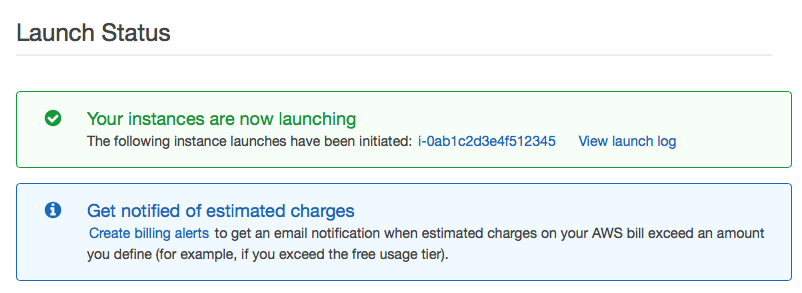 Launch Status
Your instances are now launching
The following instance launches have been initiated: i-0ab1c2d3e4f512345 View launch log
Get notified of estimated charges
Create billing alerts to get an email notification when estimated charges on your AWS bill exceed an amount
you define (for example, if you exceed the free usage tier).